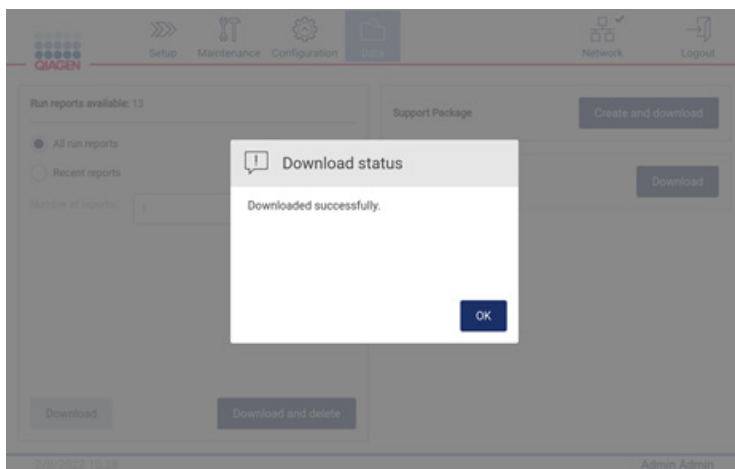 QIAGEN
Setup
Maintenance
Configuration
Data
Network
Logout
Run reports available: 13
All run reports
Recent reports
Number of reports:
Download
Download and delete
Support Package
Create and download
Download
Download status
Downloaded successfully.
OK
Admin Admin